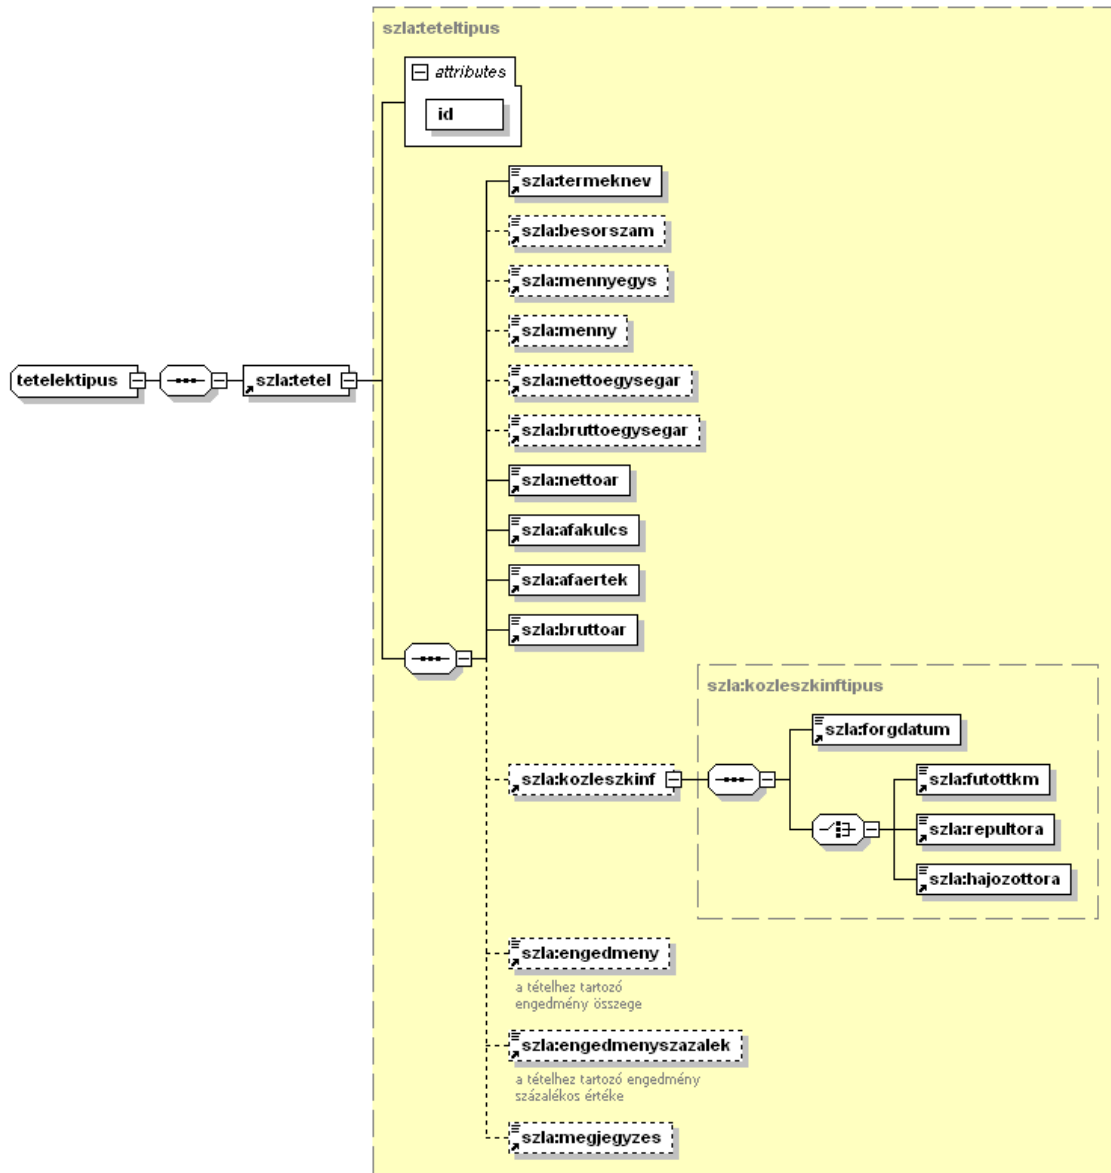 szla:teteltipus
attributes
id
szla:termeknev
szla:besorszam
szla:mennyegys
szla:menny
tetelektipus
szla:tetel
szla:nettoegysegar
szla:bruttoegysegar
szla:nettoar
szla:afakulcs
szla:afaertek
szla:bruttoar
szla:kozleszkinftipus
szla:forgdatum
szla:kozleszkinf
szla:futottkm
szla:repultora
szla:hajozottora
szla:engedmeny
a tételhez tartozó
engedmény összege
szla:engedmenyszazalek
a tételhez tartozó engedmény
százalékos értéke
szla:megjegyzes